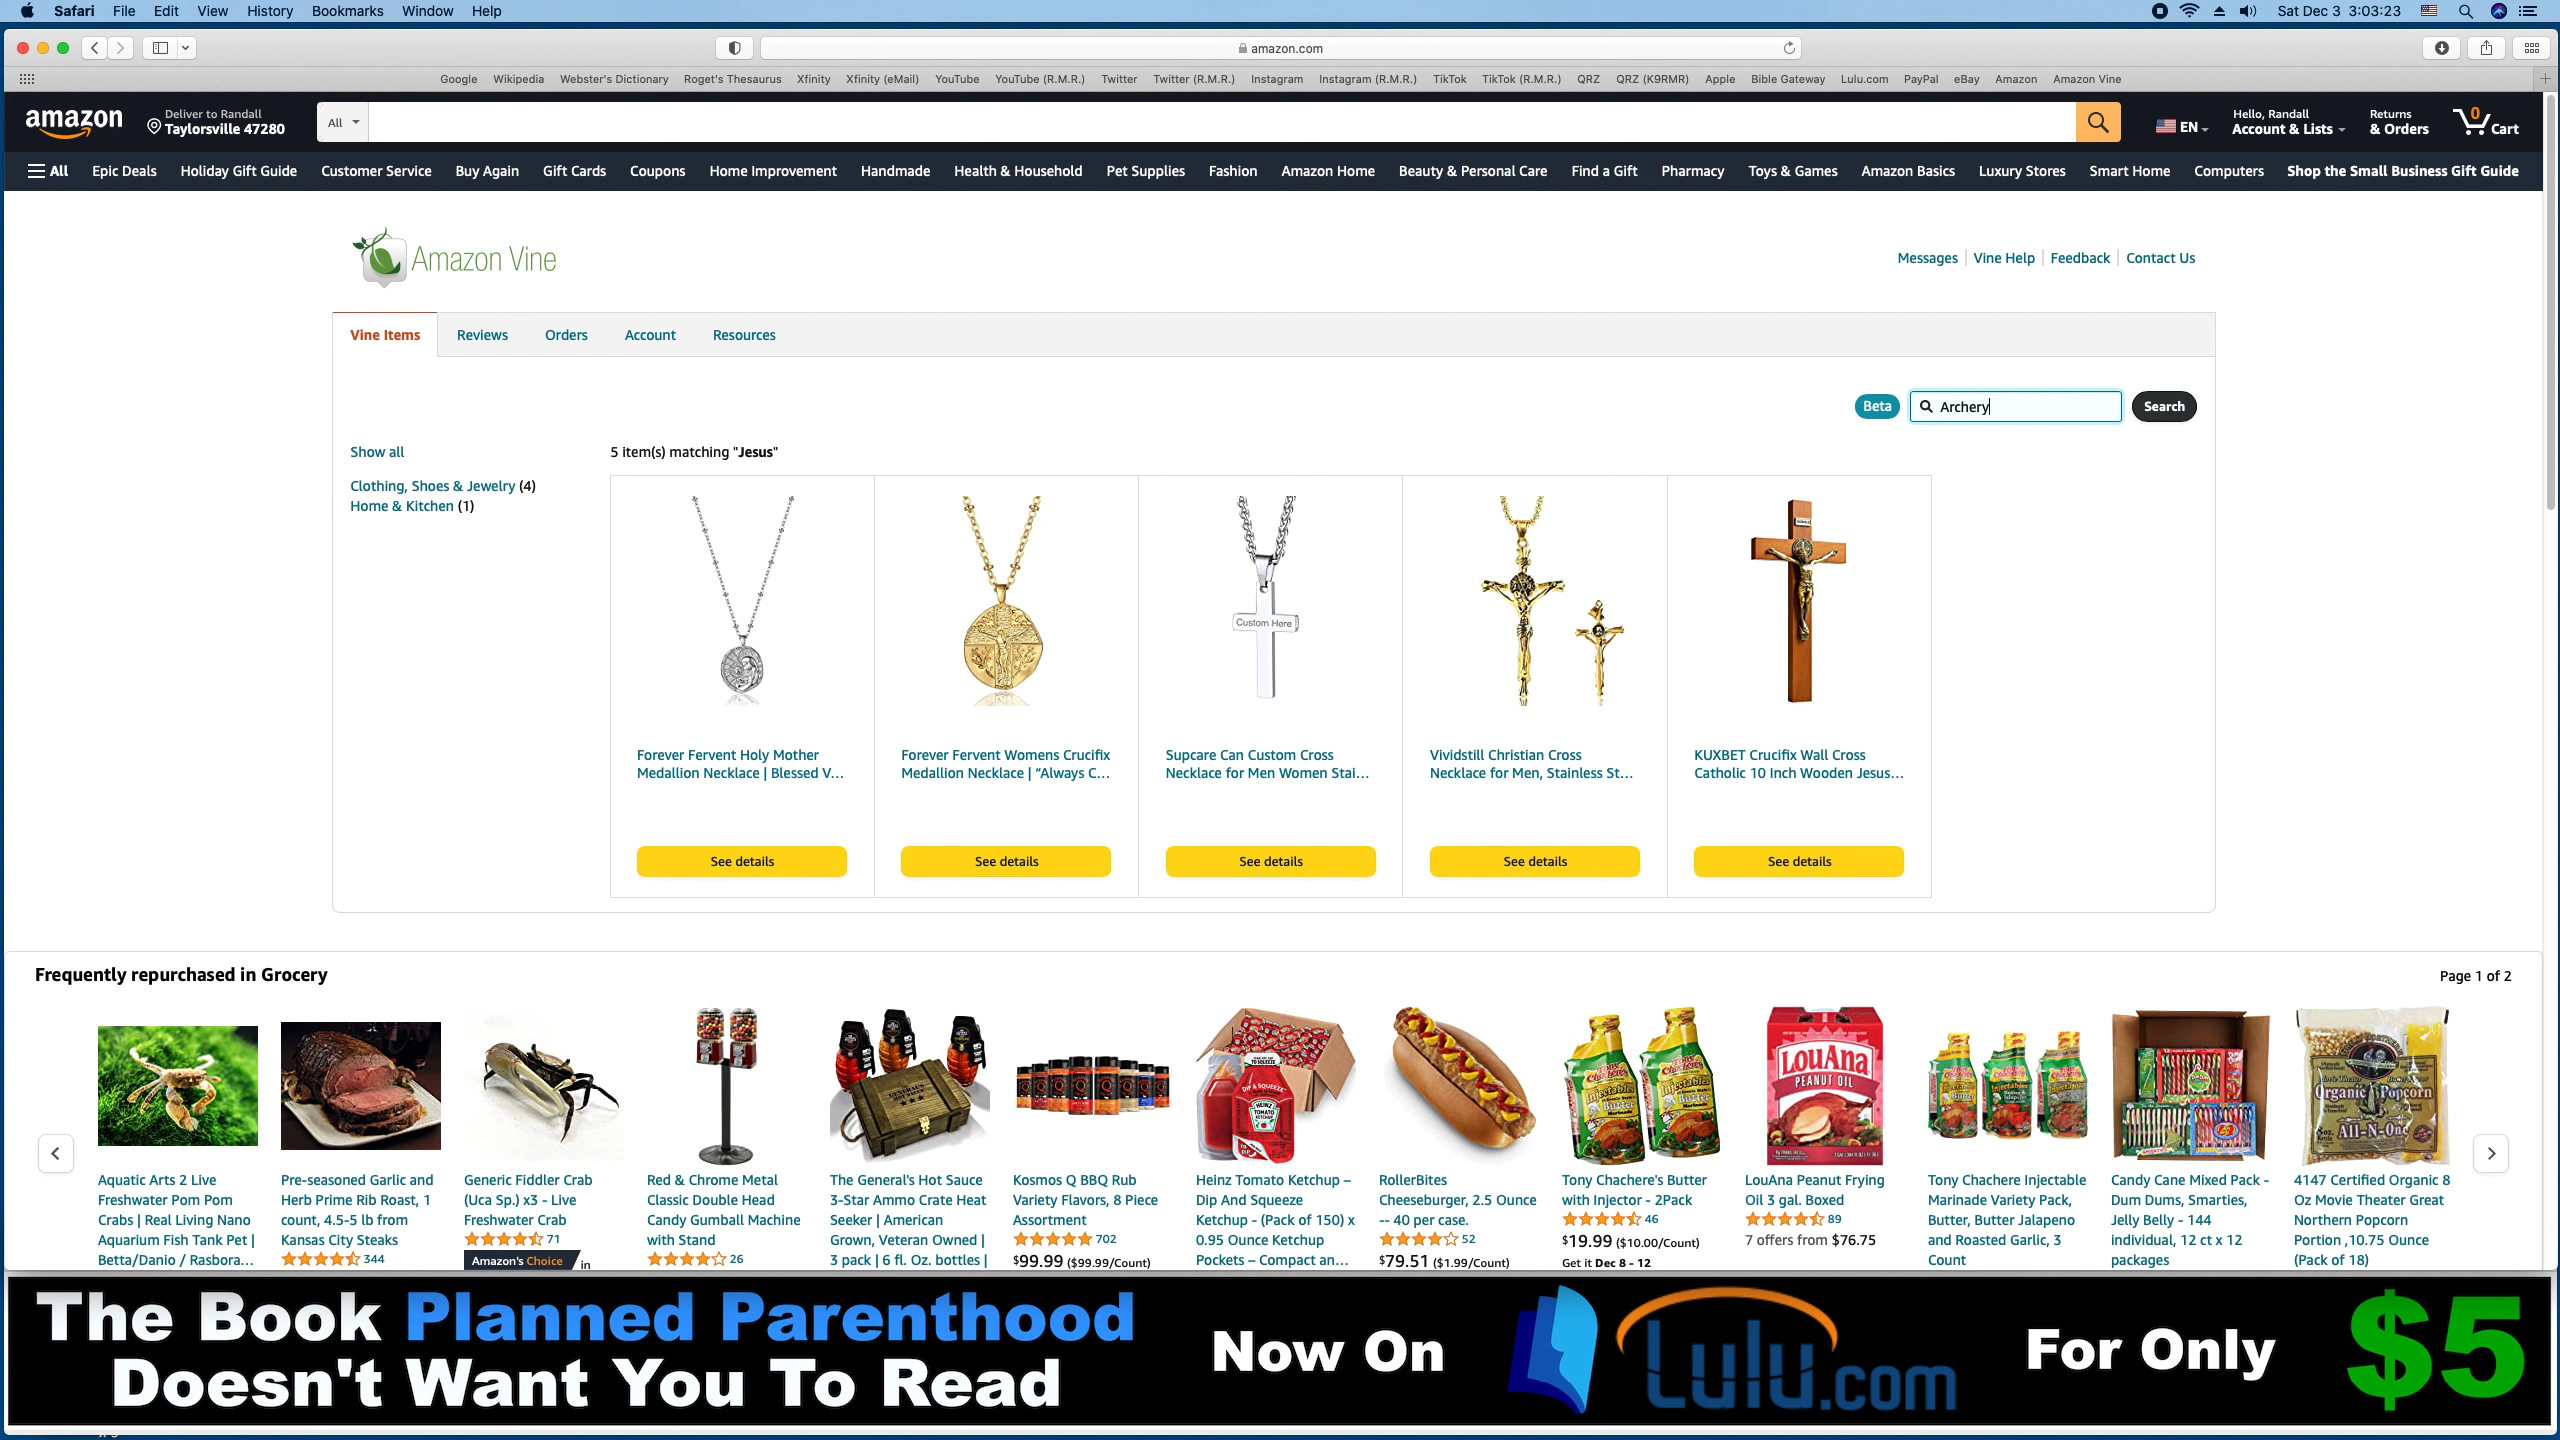 Safari File Edit View History Bookmarks Window Help
Sat Dec 3 3:03:23
amazon.com
Google Wikipedia Webster's Dictionary Roget's Thesaurus Xfinity Xfinity (eMail) YouTube YouTube (R.M.R.) Twitter Twitter (R.M.R.) Instagram Instagram (R.M.R.) TikTok TikTok (R.M.R.) QRZ QRZ (K9RMR) Apple Bible Gateway Lulu.com PayPal eBay Amazon Amazon Vine
amazon
Deliver to Randall
Taylorsville 47280
All
EN
Hello, Randall
Account & Lists
Returns
& Orders
0
Cart
All Epic Deals Holiday Gift Guide Customer Service Buy Again Gift Cards Coupons Home Improvement Handmade Health & Household Pet Supplies Fashion Amazon Home Beauty & Personal Care Find a Gift Pharmacy Toys & Games Amazon Basics Luxury Stores Smart Home Computers Shop the Small Business Gift Guide
Amazon Vine
Messages Vine Help Feedback Contact Us
Vine Items Reviews Orders Account Resources
Beta Archery Search
Show all
Clothing, Shoes & Jewelry (4)
Home & Kitchen (1)
5 item(s) matching "Jesus"
Custom Here
Forever Fervent Holy Mother
Medallion Necklace | Blessed V...
See details
Forever Fervent Womens Crucifix
Medallion Necklace | "Always C...
See details
Supcare Can Custom Cross
Necklace for Men Women Stai...
See details
Vividstill Christian Cross
Necklace for Men, Stainless St...
See details
KUXBET Crucifix Wall Cross
Catholic 10 Inch Wooden Jesus...
See details
Frequently repurchased in Grocery
Page 1 of 2
Aquatic Arts 2 Live
Freshwater Pom Pom
Crabs | Real Living Nano
Aquarium Fish Tank Pet |
Betta/Danio / Rasbora...
Pre-seasoned Garlic and
Herb Prime Rib Roast, 1
count, 4.5-5 lb from
Kansas City Steaks
344
Generic Fiddler Crab
(Uca Sp.) x3 - Live
Freshwater Crab
71
Amazon's Choice in
Red & Chrome Metal
Classic Double Head
Candy Gumball Machine
with Stand
26
The General's Hot Sauce
3-Star Ammo Crate Heat
Seeker | American
Grown, Veteran Owned |
3 pack | 6 fl. Oz. bottles |
Kosmos Q BBQ Rub
Variety Flavors, 8 Piece
Assortment
702
$99.99 ($99.99/Count)
DIP & SQUEEZE
HEINZ
TOMATO
KETCHUP
Heinz Tomato Ketchup –
Dip And Squeeze
Ketchup - (Pack of 150) x
0.95 Ounce Ketchup
Pockets – Compact an...
RollerBites
Cheeseburger, 2.5 Ounce
-- 40 per case.
52
$79.51 ($1.99/Count)
Tony Chachere's Butter
with Injector - 2Pack
46
$19.99 ($10.00/Count)
Get it Dec 8 - 12
LouAna
PEANUT OIL
LouAna Peanut Frying
Oil 3 gal. Boxed
89
7 offers from $76.75
Tony Chachere Injectable
Marinade Variety Pack,
Butter, Butter Jalapeno
and Roasted Garlic, 3
Count
Candy Cane Mixed Pack -
Dum Dums, Smarties,
Jelly Belly - 144
individual, 12 ct x 12
packages
Organic Popcorn
All-N-One
4147 Certified Organic 8
Oz Movie Theater Great
Northern Popcorn
Portion ,10.75 Ounce
(Pack of 18)
The Book Planned Parenthood
Doesn't Want You To Read
Now On
Lulu.com
For Only
$5